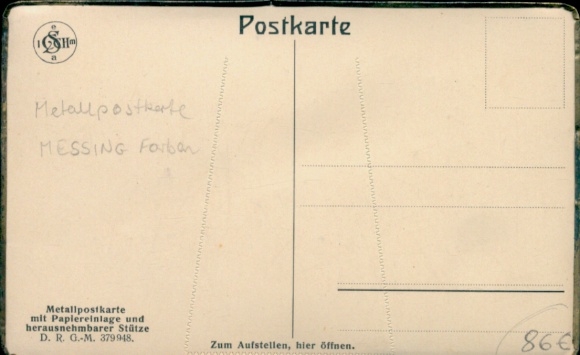 Postkarte
Metallpostkarte
MESSING Farben
Metallpostkarte
mit Papiereinlage und
herausnehmbarer Stütze
D. R. G.-M. 379948.
Zum Aufstellen, hier öffnen.
86€